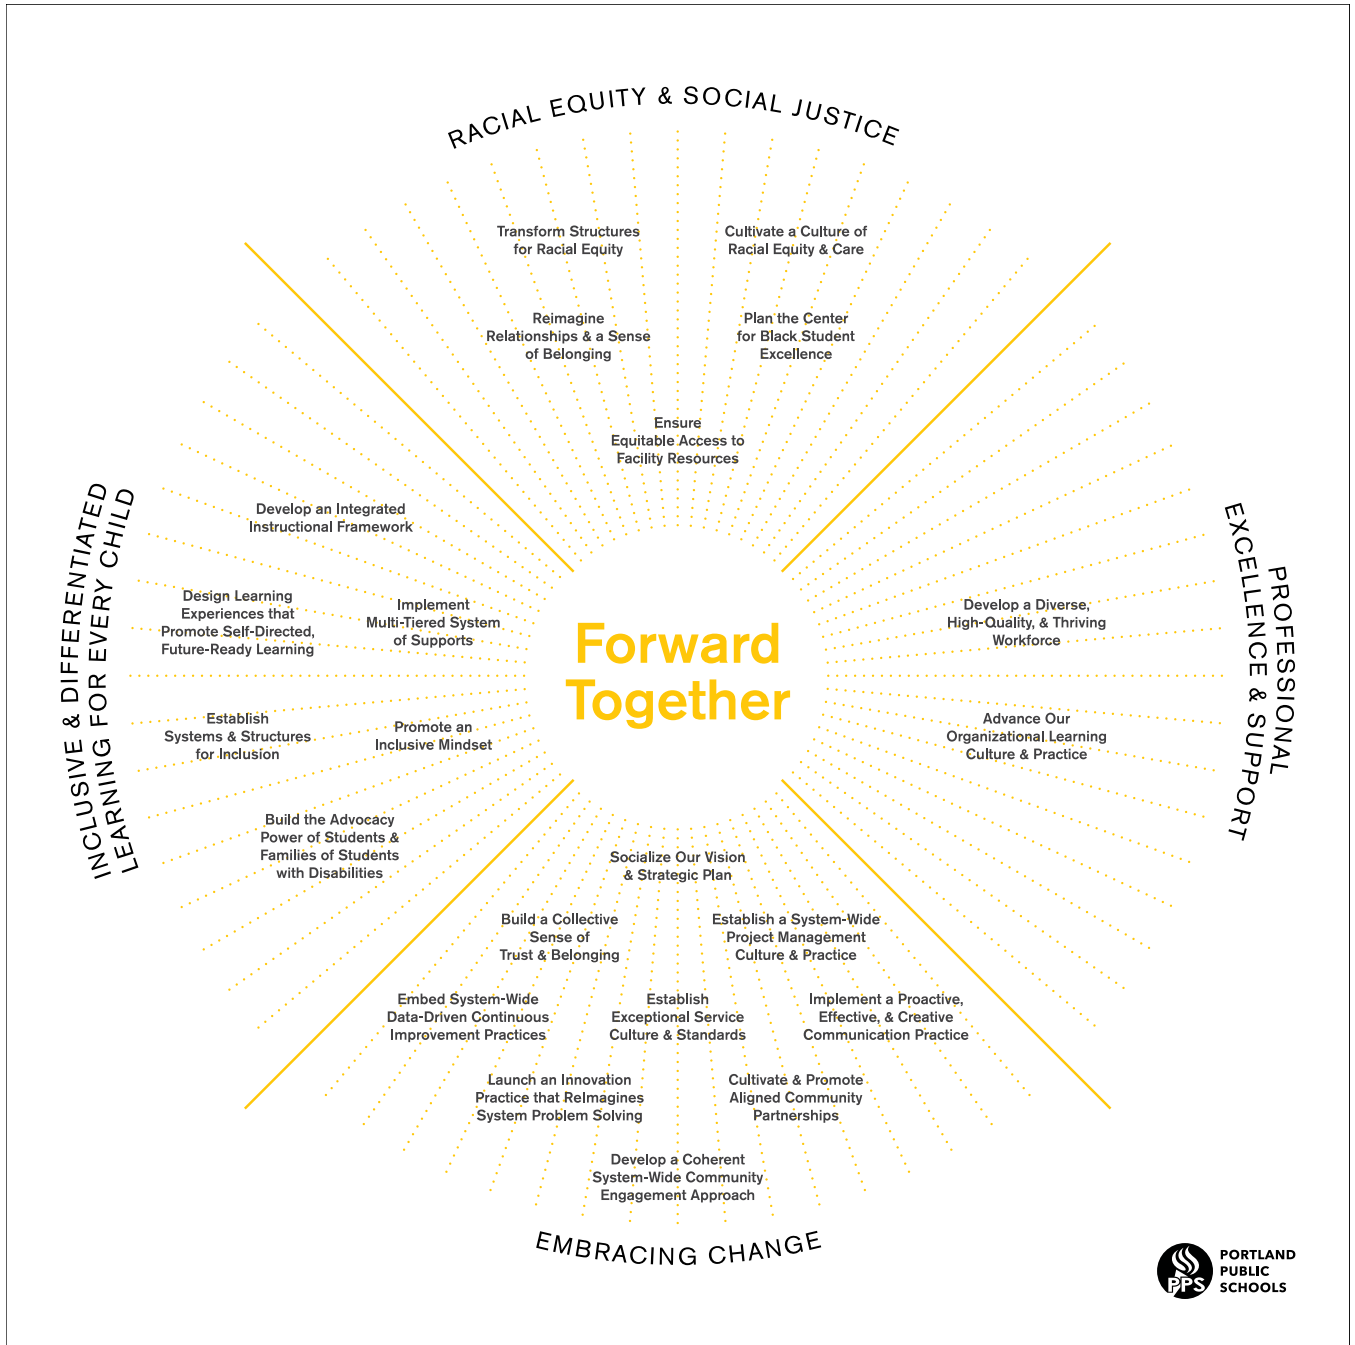 RACIAL EQUITY & SOCIAL JUSTICE
Transform Structures
for Racial Equity
Cultivate a Culture of
Racial Equity & Care
Reimagine
Relationships & a Sense
of Belonging
Plan the Center
for Black Student
Excellence
Ensure
Equitable Access to
Facility Resources
INCLUSIVE & DIFFERENTIATED
LEARNING FOR EVERY CHILD
Develop an Integrated
Instructional Framework
Design Learning
Experiences that
Promote Self-Directed,
Future-Ready Learning
Implement
Multi-Tiered System
of Supports
Establish
Systems & Structures
for Inclusion
Promote an
Inclusive Mindset
Build the Advocacy
Power of Students &
Families of Students
with Disabilities
Forward
Together
PROFESSIONAL
EXCELLENCE & SUPPORT
Develop a Diverse,
High-Quality, & Thriving
Workforce
Advance Our
Organizational Learning
Culture & Practice
Socialize Our Vision
& Strategic Plan
Build a Collective
Sense of
Trust & Belonging
Establish a System-Wide
Project Management
Culture & Practice
Embed System-Wide
Data-Driven Continuous
Improvement Practices
Establish
Exceptional Service
Culture & Standards
Implement a Proactive,
Effective, & Creative
Communication Practice
Launch an Innovation
Practice that ReImagines
System Problem Solving
Cultivate & Promote
Aligned Community
Partnerships
Develop a Coherent
System-Wide Community
Engagement Approach
EMBRACING CHANGE
PPS
PORTLAND
PUBLIC
SCHOOLS